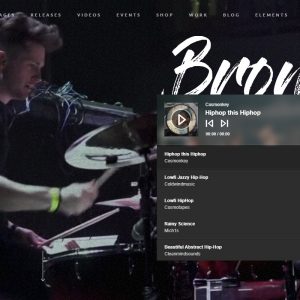 AGES RELEASES VIDEOS EVENTS SHOP WORK BLOG ELEMENTS
Bron
Cosmonkey
Hiphop this Hiphop
00:00 / 00:00
Hiphop this Hiphop
Cosmonkey
Lowfi Jazzy Hip-Hop
Coldwindmusic
Lowfi HipHop
Cosmotapes
Rainy Science
Mich1s
Beautiful Abstract Hip-Hop
Cleanmindsounds